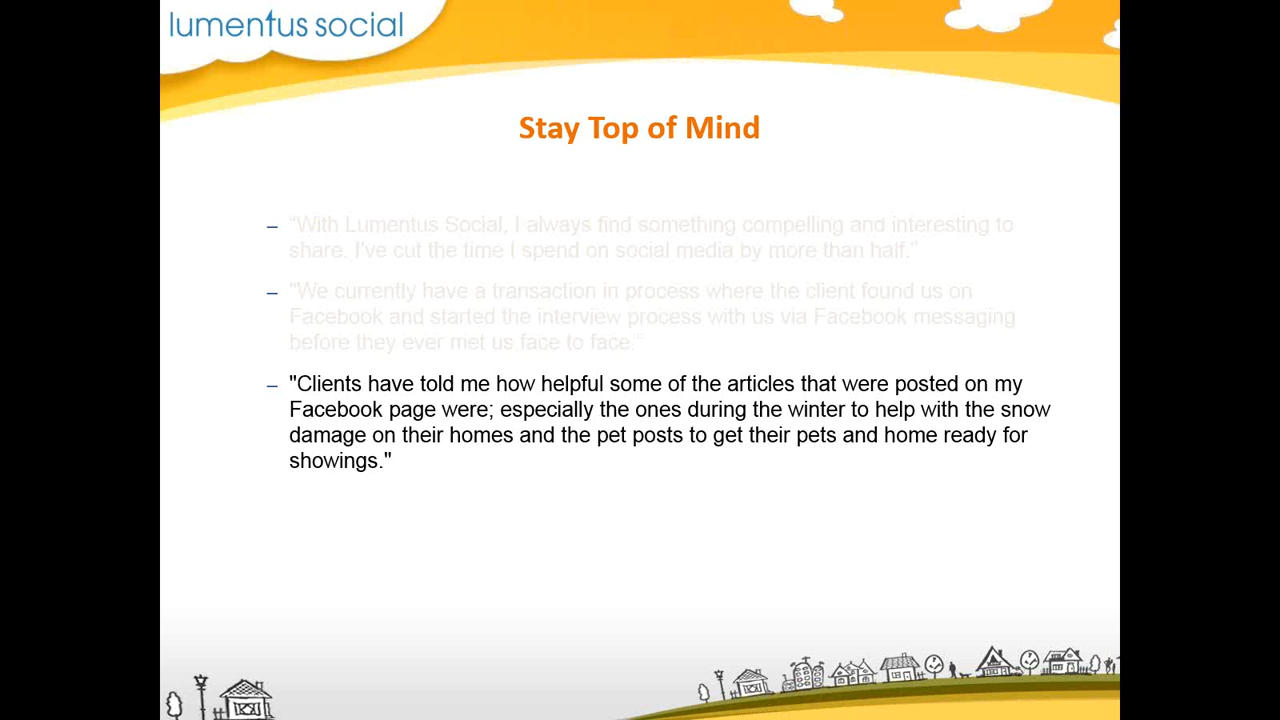 lumentus social
Stay Top of Mind
– “With Lumentus Social, I always find something compelling and interesting to
share. I've cut the time I spend on social media by more than half.”
– “We currently have a transaction in process where the client found us on
Facebook and started the interview process with us via Facebook messaging
before they ever met us face to face.“
– "Clients have told me how helpful some of the articles that were posted on my
Facebook page were; especially the ones during the winter to help with the snow
damage on their homes and the pet posts to get their pets and home ready for
showings."